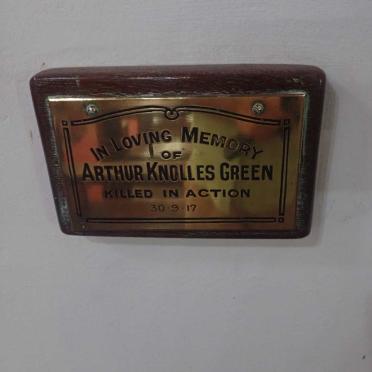 IN LOVING MEMORY
OF
ARTHUR KNOLLES GREEN
KILLED IN ACTION
30·9·17